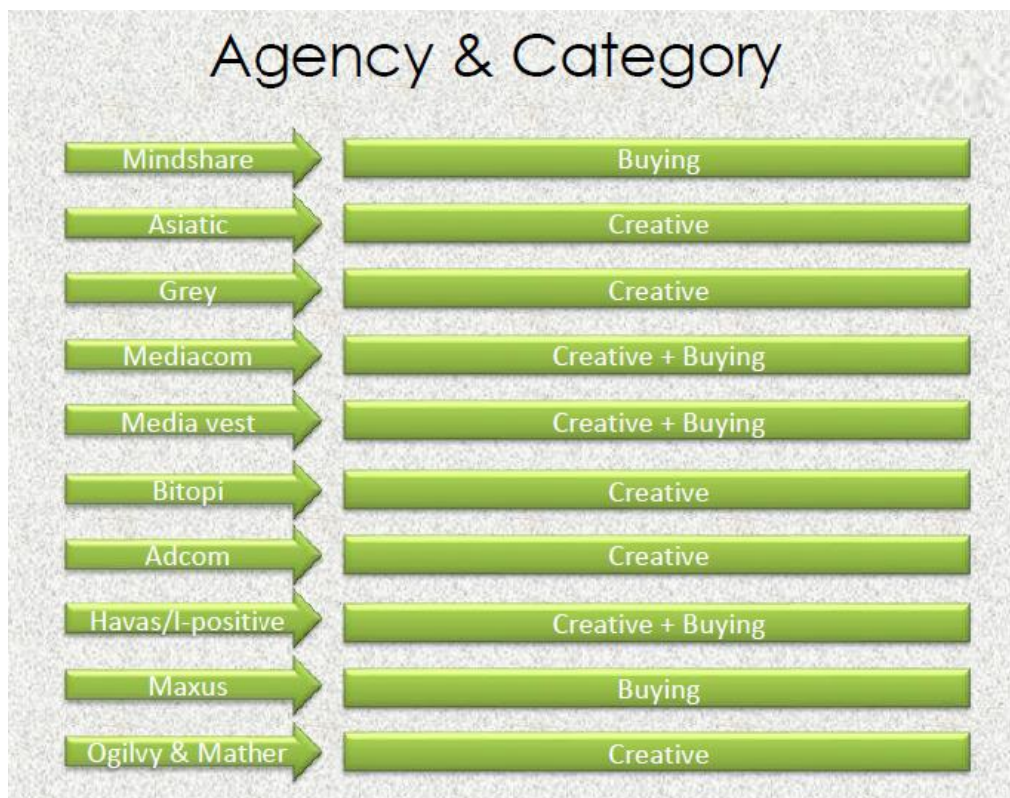 Agency & Category
Mindshare Buying
Asiatic Creative
Grey Creative
Mediacom Creative + Buying
Media vest Creative + Buying
Bitopi Creative
Adcom Creative
Havas/I-positive Creative + Buying
Maxus Buying
Ogilvy & Mather Creative